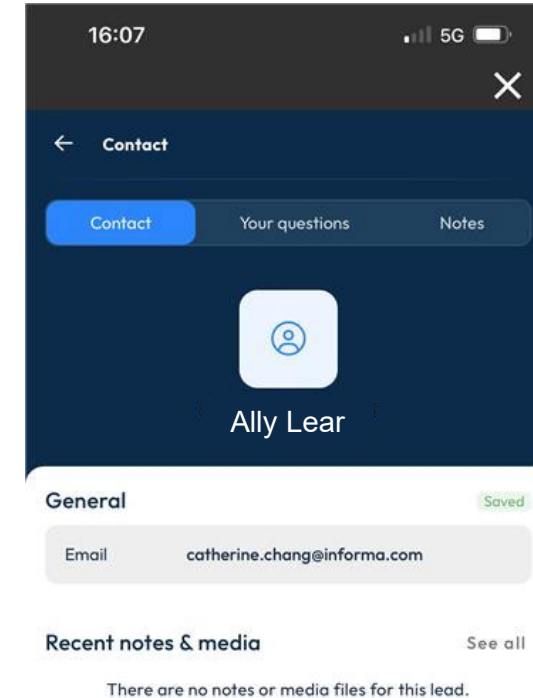 16:07 5G
Contact
Contact Your questions Notes
Ally Lear
General Saved
Email catherine.chang@informa.com
Recent notes & media See all
There are no notes or media files for this lead.